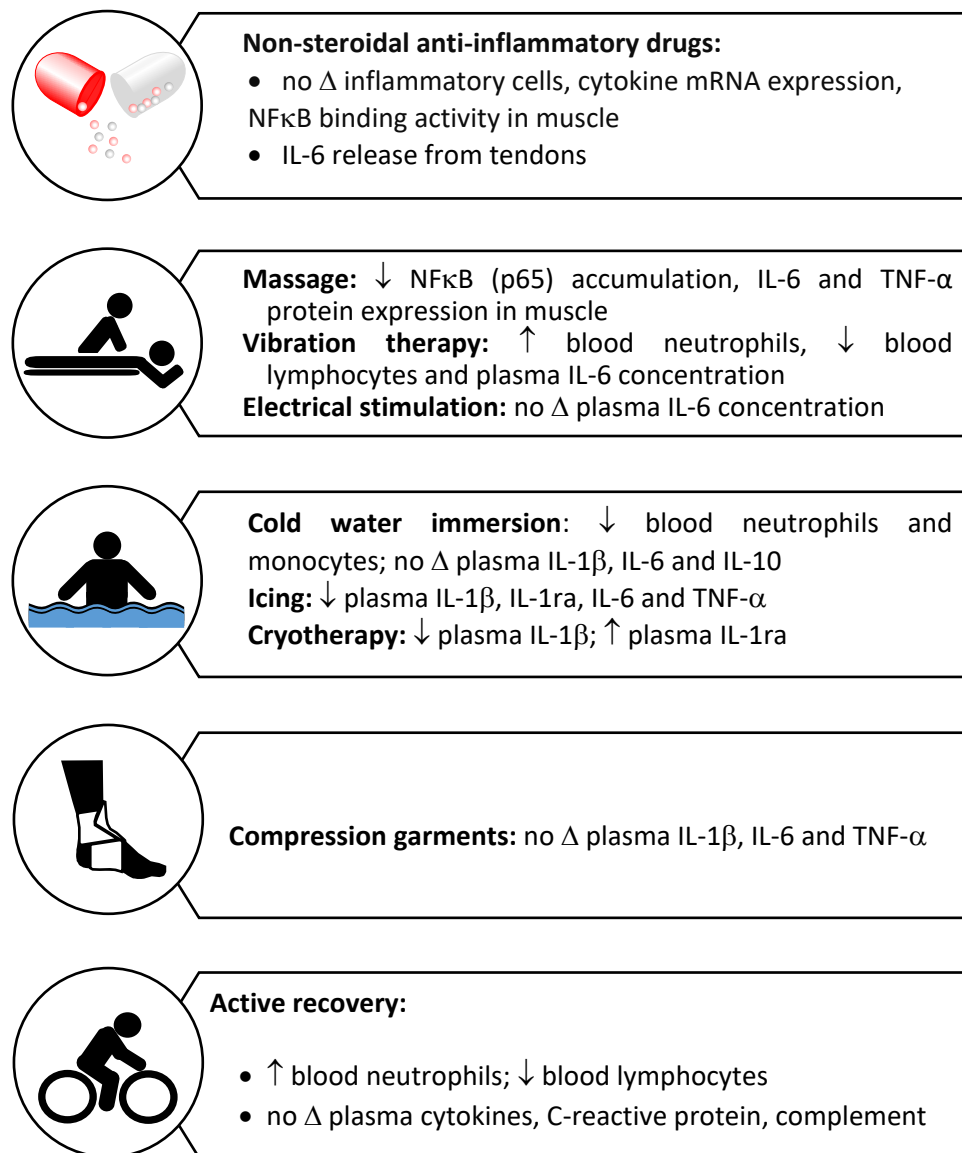 Non-steroidal anti-inflammatory drugs:
• no Δ inflammatory cells, cytokine mRNA expression,
NFκB binding activity in muscle
• IL-6 release from tendons
Massage: ↓ NFκB (p65) accumulation, IL-6 and TNF-α
protein expression in muscle
Vibration therapy: ↑ blood neutrophils, ↓ blood
lymphocytes and plasma IL-6 concentration
Electrical stimulation: no Δ plasma IL-6 concentration
Cold water immersion: ↓ blood neutrophils and
monocytes; no Δ plasma IL-1β, IL-6 and IL-10
Icing: ↓ plasma IL-1β, IL-1ra, IL-6 and TNF-α
Cryotherapy: ↓ plasma IL-1β; ↑ plasma IL-1ra
Compression garments: no Δ plasma IL-1β, IL-6 and TNF-α
Active recovery:
• ↑ blood neutrophils; ↓ blood lymphocytes
• no Δ plasma cytokines, C-reactive protein, complement